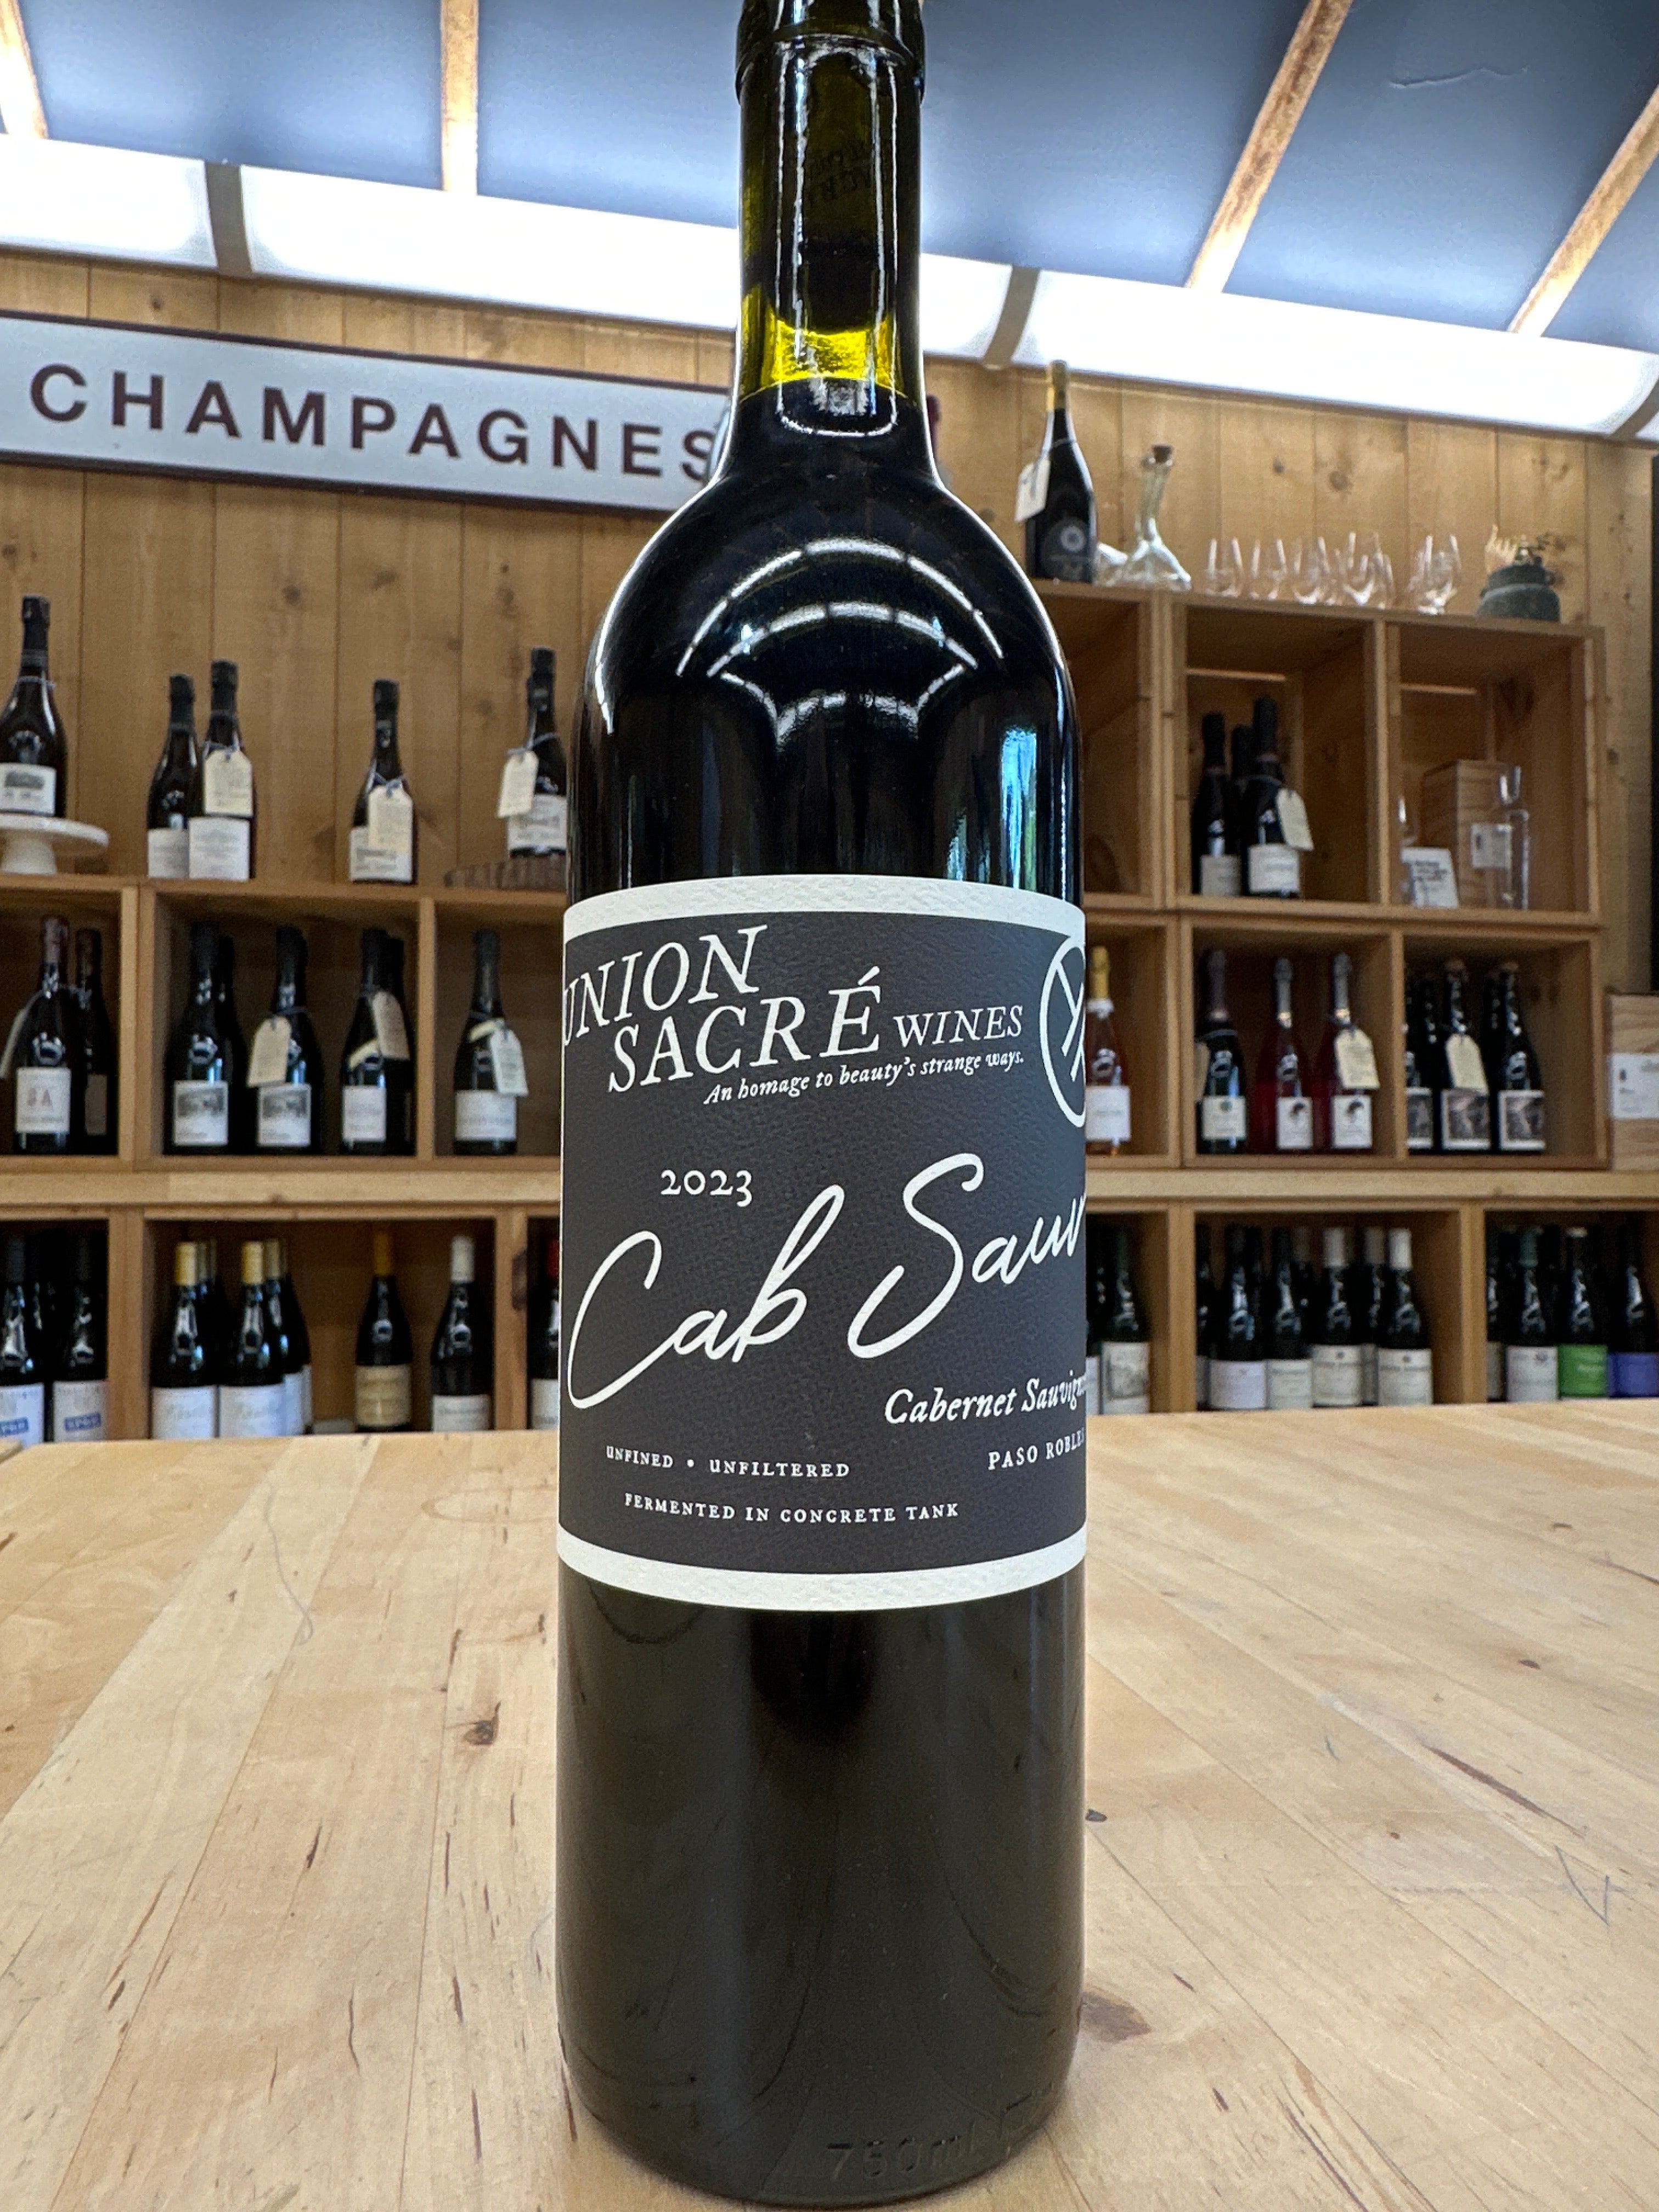 CHAMPAGNES
UNION
SACRÉ WINES
An homage to beauty's strange ways.
2023
Cab Sauv
Cabernet Sauvign
PASO ROBLES
UNFINED • UNFILTERED
FERMENTED IN CONCRETE TANK
750ml